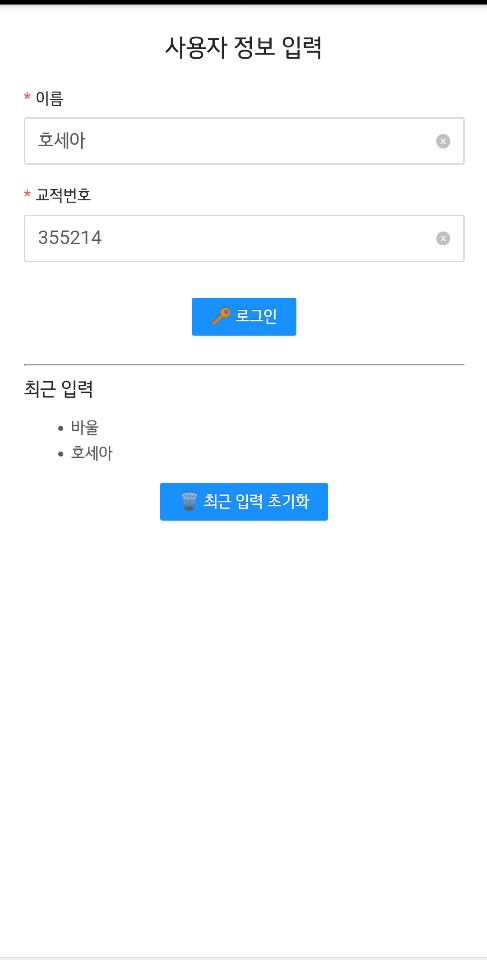 사용자 정보 입력
* 이름
호세아
* 교적번호
355214
🔑 로그인
최근 입력
• 바울
• 호세아
🗑️ 최근 입력 초기화